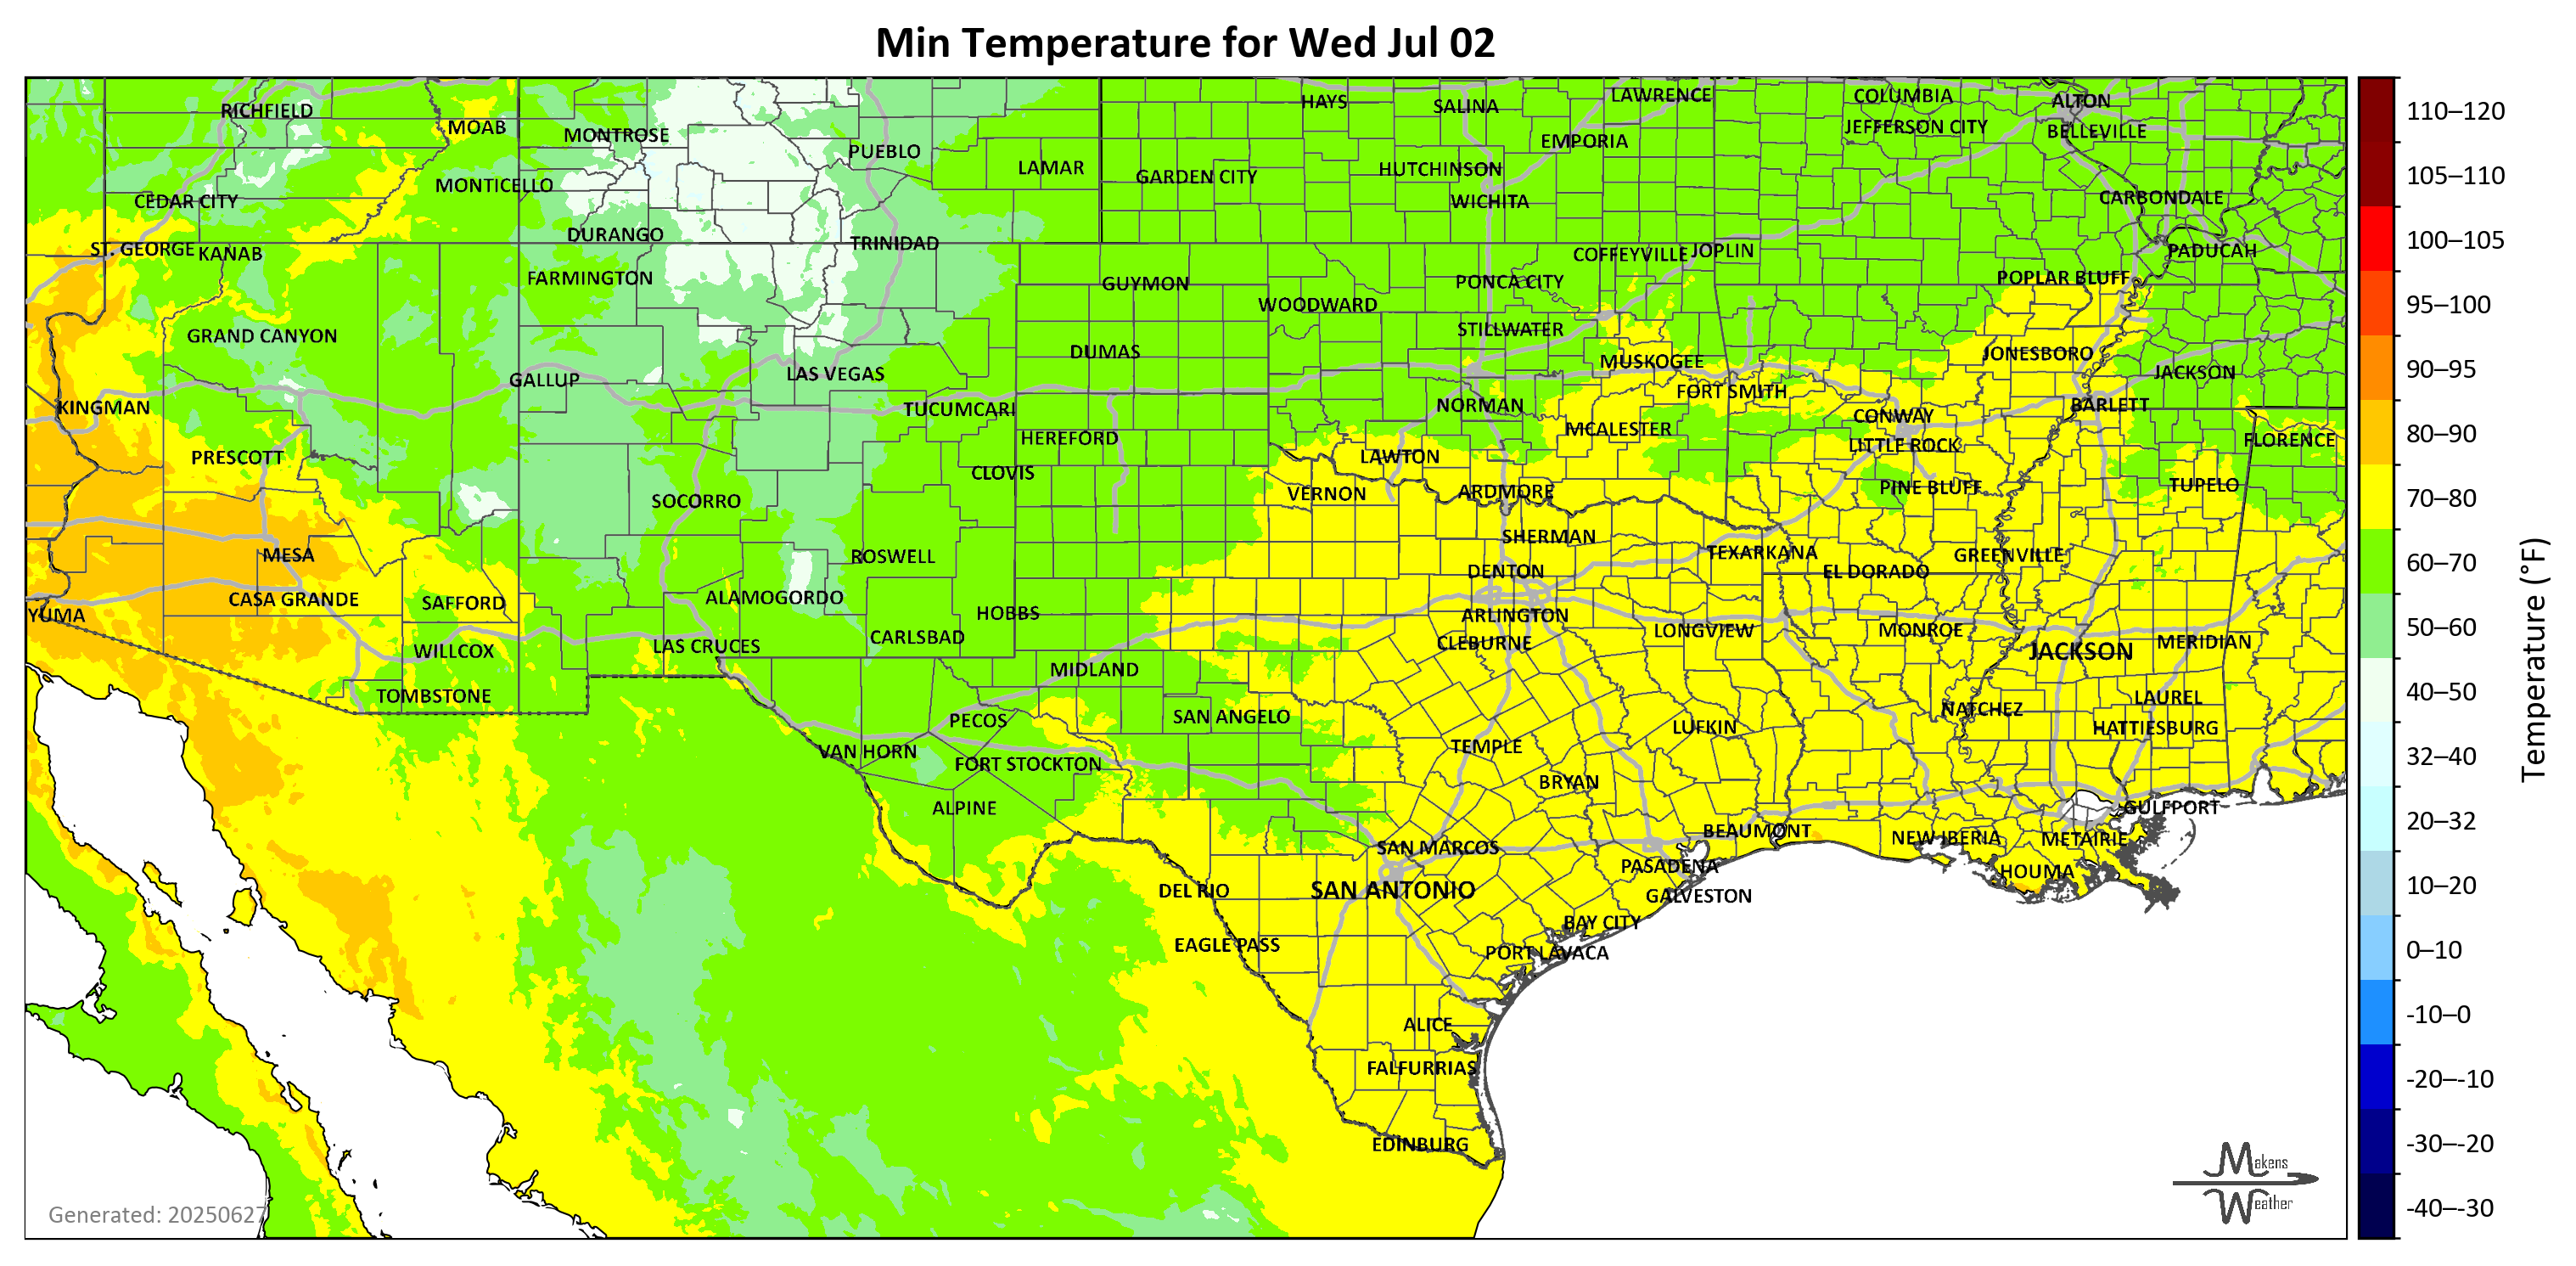 Min Temperature for Wed Jul 02
RICHFIELD
MOAB
MONTROSE
PUEBLO
LAMAR
HAYS
SALINA
LAWRENCE
COLUMBIA
ALTON
JEFFERSON CITY
BELLEVILLE
EMPORIA
GARDEN CITY
HUTCHINSON
MONTICELLO
CEDAR CITY
WICHITA
CARBONDALE
DURANGO
TRINIDAD
ST. GEORGE
KANAB
COFFEYVILLE
JOPLIN
PADUCAH
FARMINGTON
GUYMON
PONCA CITY
POPLAR BLUFF
WOODWARD
GRAND CANYON
STILLWATER
DUMAS
MUSKOGEE
JONESBORO
GALLUP
LAS VEGAS
JACKSON
FORT SMITH
KINGMAN
TUCUMCARI
NORMAN
CONWAY
BARLETT
HEREFORD
MCALESTER
LITTLE ROCK
FLORENCE
PRESCOTT
CLOVIS
LAWTON
SOCORRO
VERNON
ARDMORE
PINE BLUFF
TUPELO
MESA
ROSWELL
SHERMAN
TEXARKANA
GREENVILLE
DENTON
EL DORADO
YUMA
CASA GRANDE
SAFFORD
ALAMOGORDO
HOBBS
ARLINGTON
WILLCOX
LAS CRUCES
CARLSBAD
CLEBURNE
LONGVIEW
MONROE
JACKSON
MERIDIAN
MIDLAND
TOMBSTONE
LAUREL
PECOS
SAN ANGELO
NATCHEZ
HATTIESBURG
VAN HORN
FORT STOCKTON
TEMPLE
LUFKIN
BRYAN
ALPINE
GULFPORT
BEAUMONT
NEW IBERIA
METAIRIE
SAN MARCOS
PASADENA
HOUMA
DEL RIO
SAN ANTONIO
GALVESTON
BAY CITY
EAGLE PASS
PORT LAVACA
ALICE
FALFURRIAS
EDINBURG
Generated: 20250627
Makens
Weather
110–120
105–110
100–105
95–100
90–95
80–90
70–80
60–70
50–60
40–50
32–40
20–32
10–20
0–10
-10–0
-20–-10
-30–-20
-40–-30
Temperature (°F)